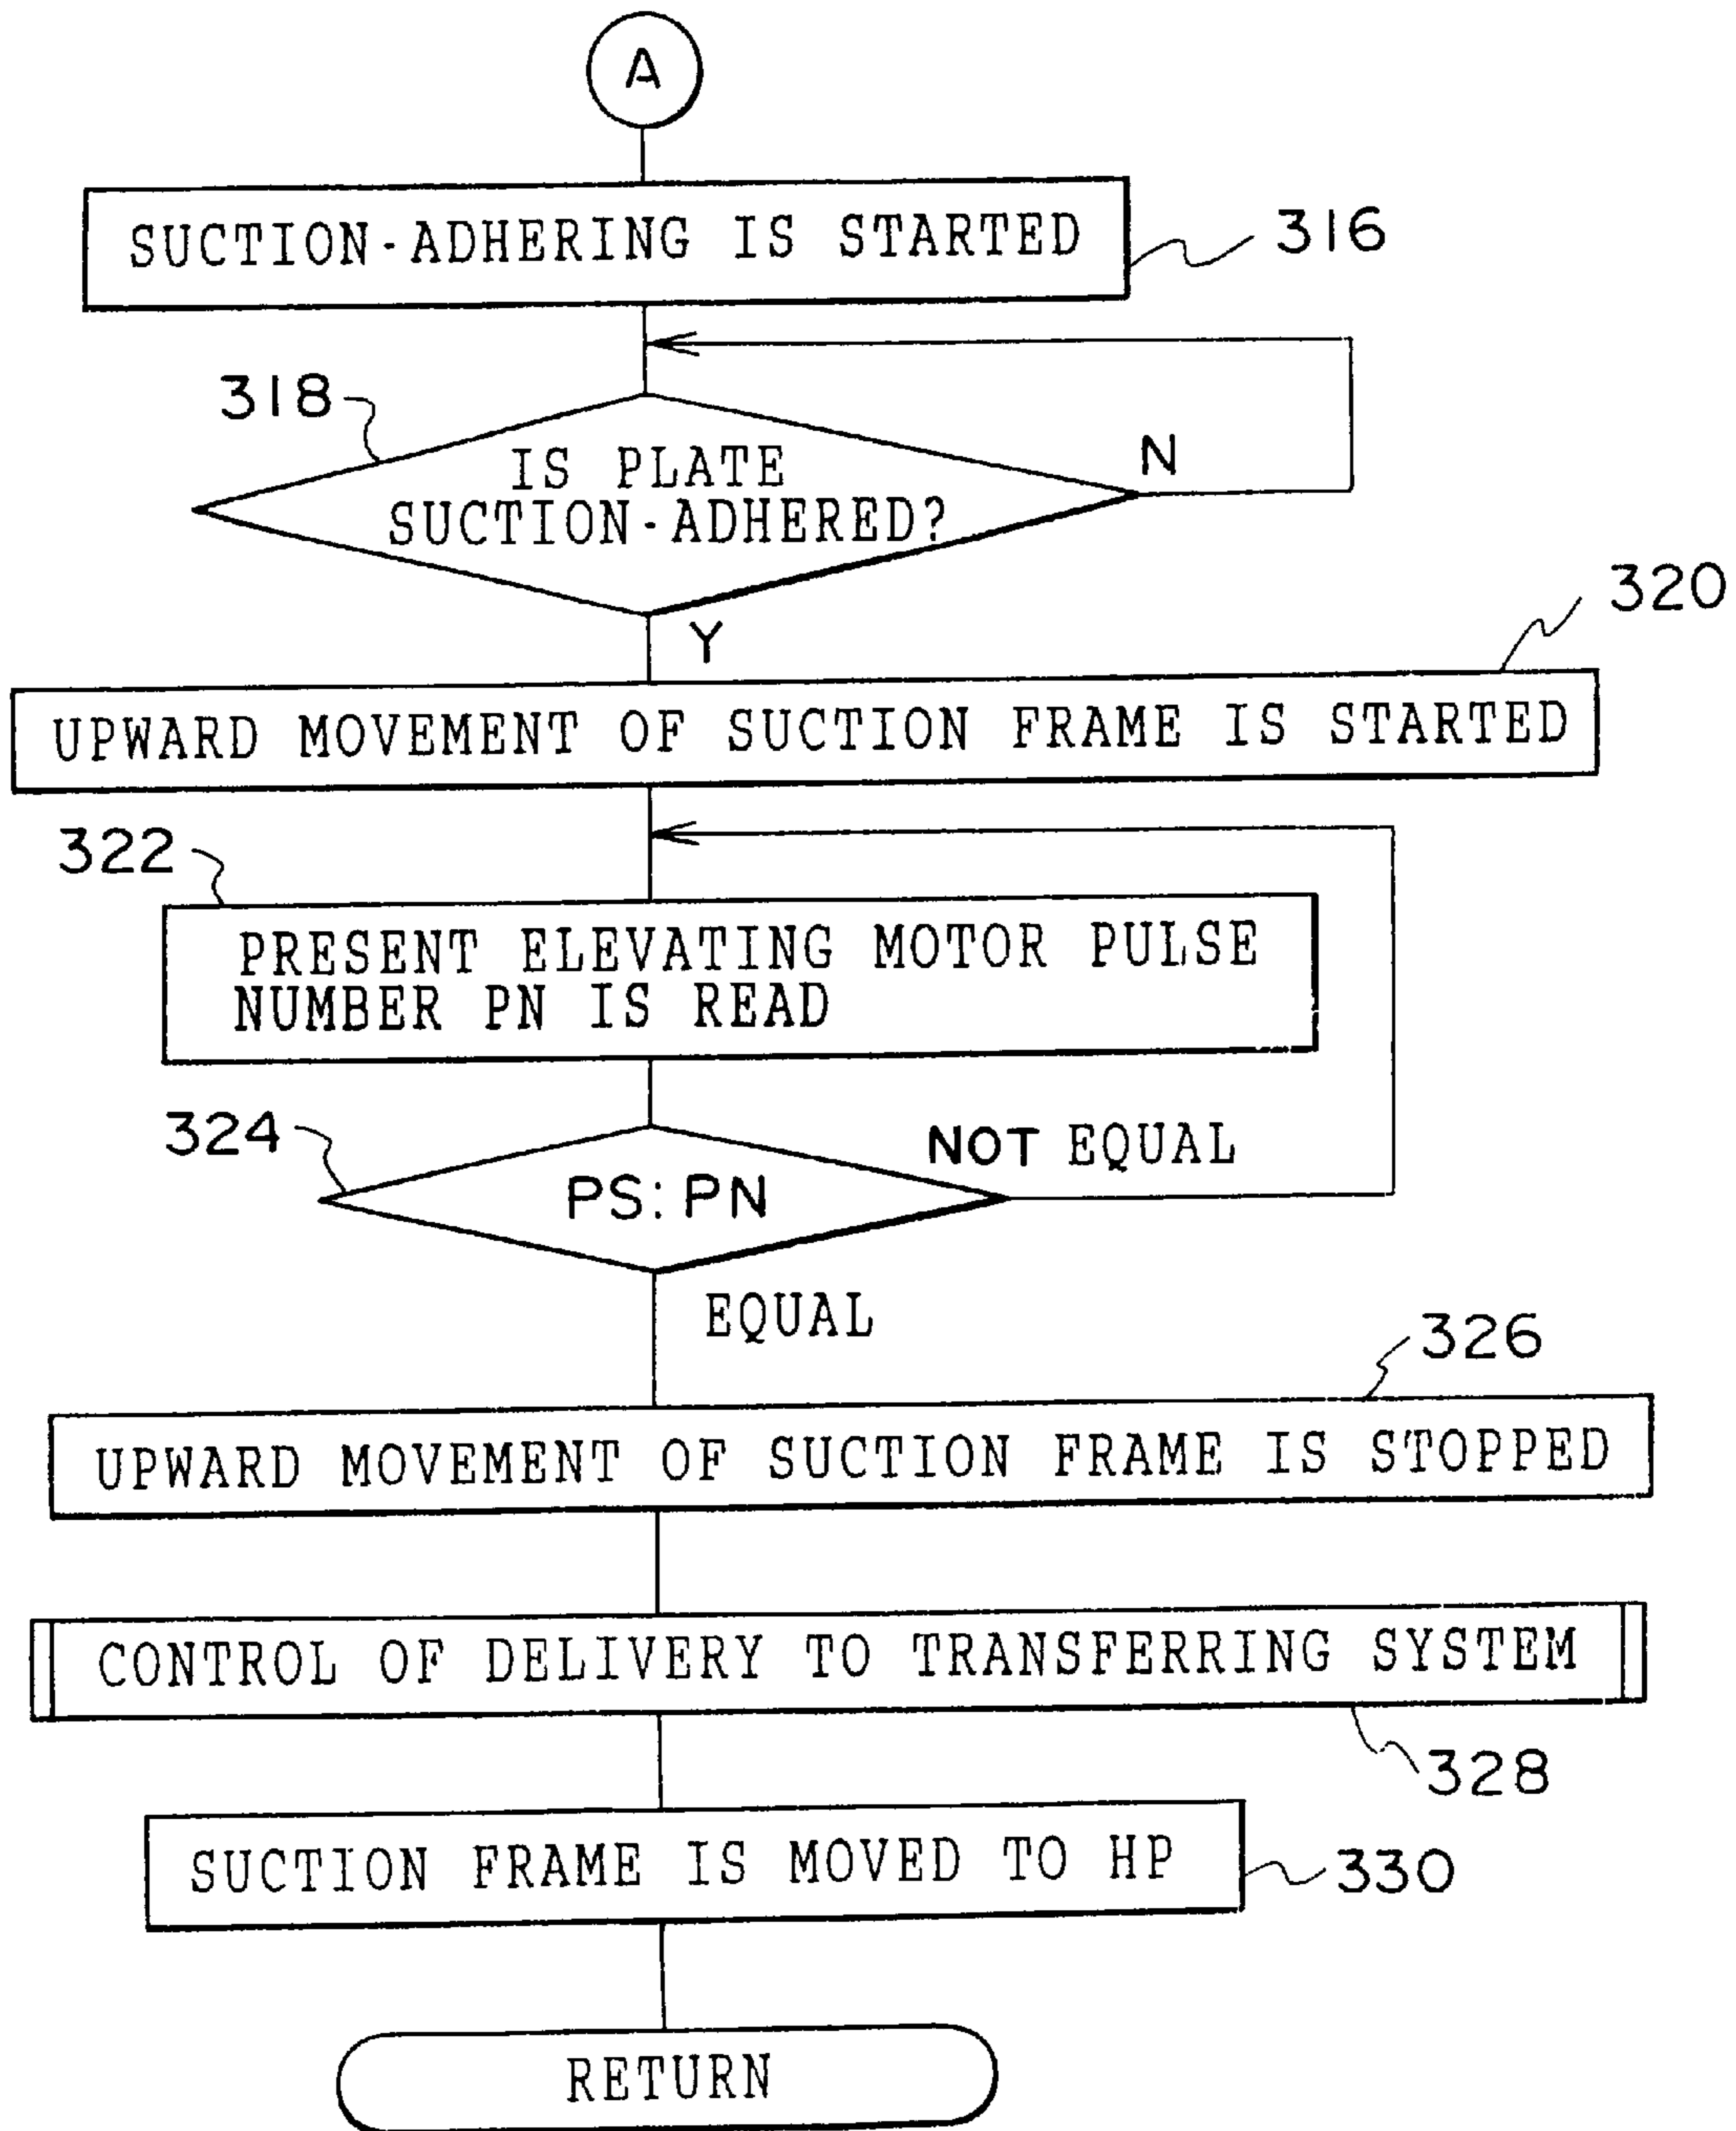 A
SUCTION-ADHERING IS STARTED
316
318
IS PLATE
SUCTION-ADHERED?
N
Y
320
UPWARD MOVEMENT OF SUCTION FRAME IS STARTED
322
PRESENT ELEVATING MOTOR PULSE
NUMBER PN IS READ
324
PS: PN
NOT EQUAL
EQUAL
326
UPWARD MOVEMENT OF SUCTION FRAME IS STOPPED
CONTROL OF DELIVERY TO TRANSFERRING SYSTEM
328
SUCTION FRAME IS MOVED TO HP
330
RETURN